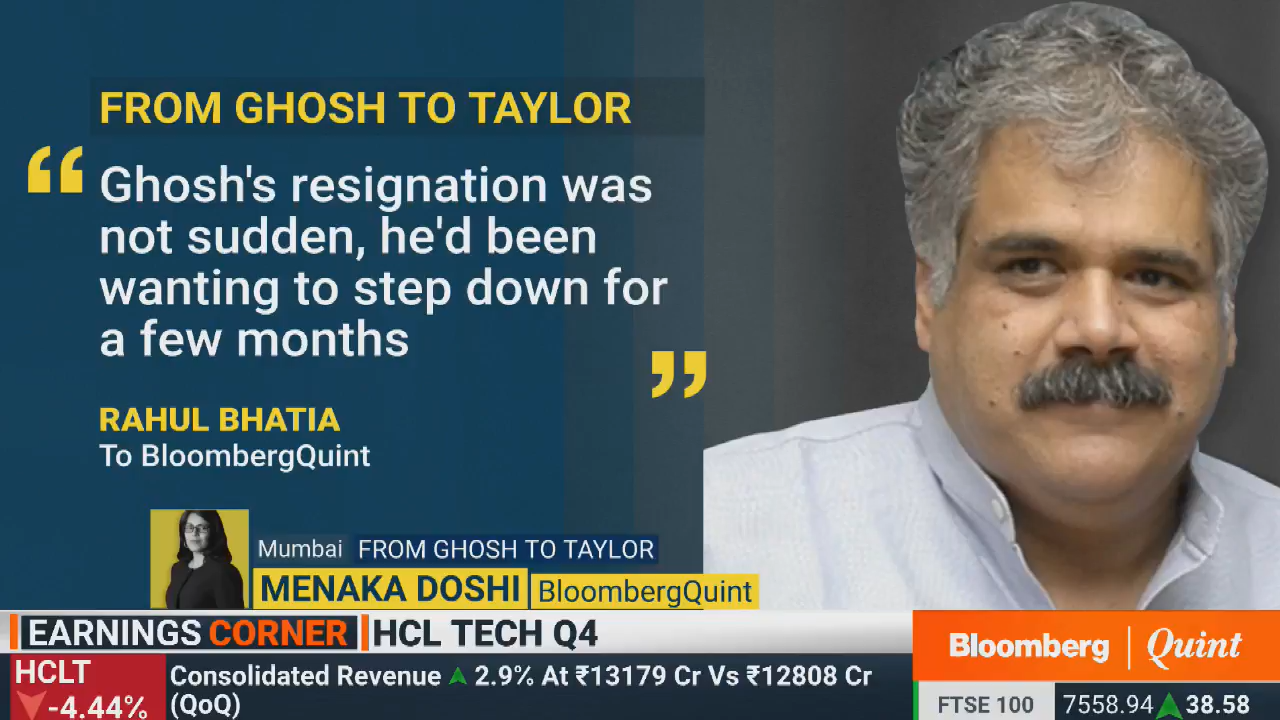 FROM GHOSH TO TAYLOR
“ Ghosh's resignation was
not sudden, he'd been
wanting to step down for
a few months ”
RAHUL BHATIA
To BloombergQuint
Mumbai FROM GHOSH TO TAYLOR
MENAKA DOSHI BloombergQuint
EARNINGS CORNER HCL TECH Q4
Bloomberg | Quint
HCLT
-4.44%
Consolidated Revenue ▲ 2.9% At ₹13179 Cr Vs ₹12808 Cr
(QoQ)
FTSE 100 7558.94 ▲ 38.58